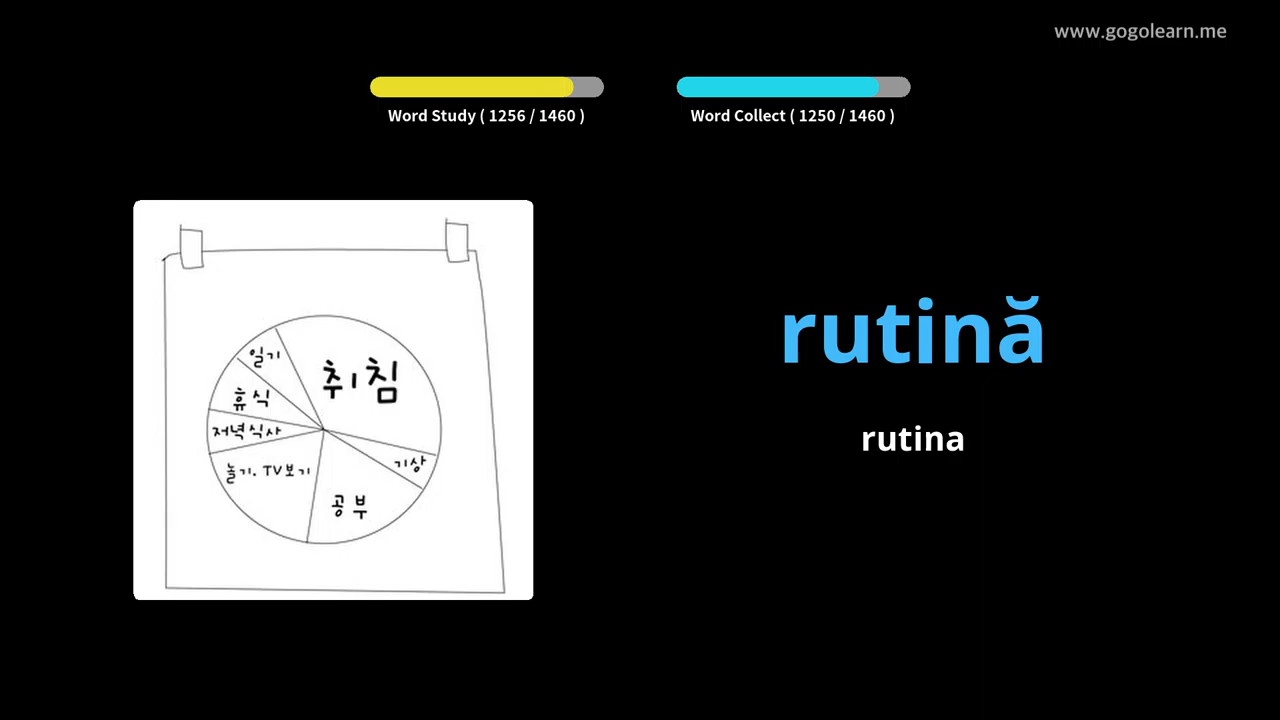 www.gogolearn.me
Word Study ( 1256 / 1460 )
Word Collect ( 1250 / 1460 )
일기
취침
휴식
저녁식사
기상
놀기. TV보기
공부
rutină
rutina